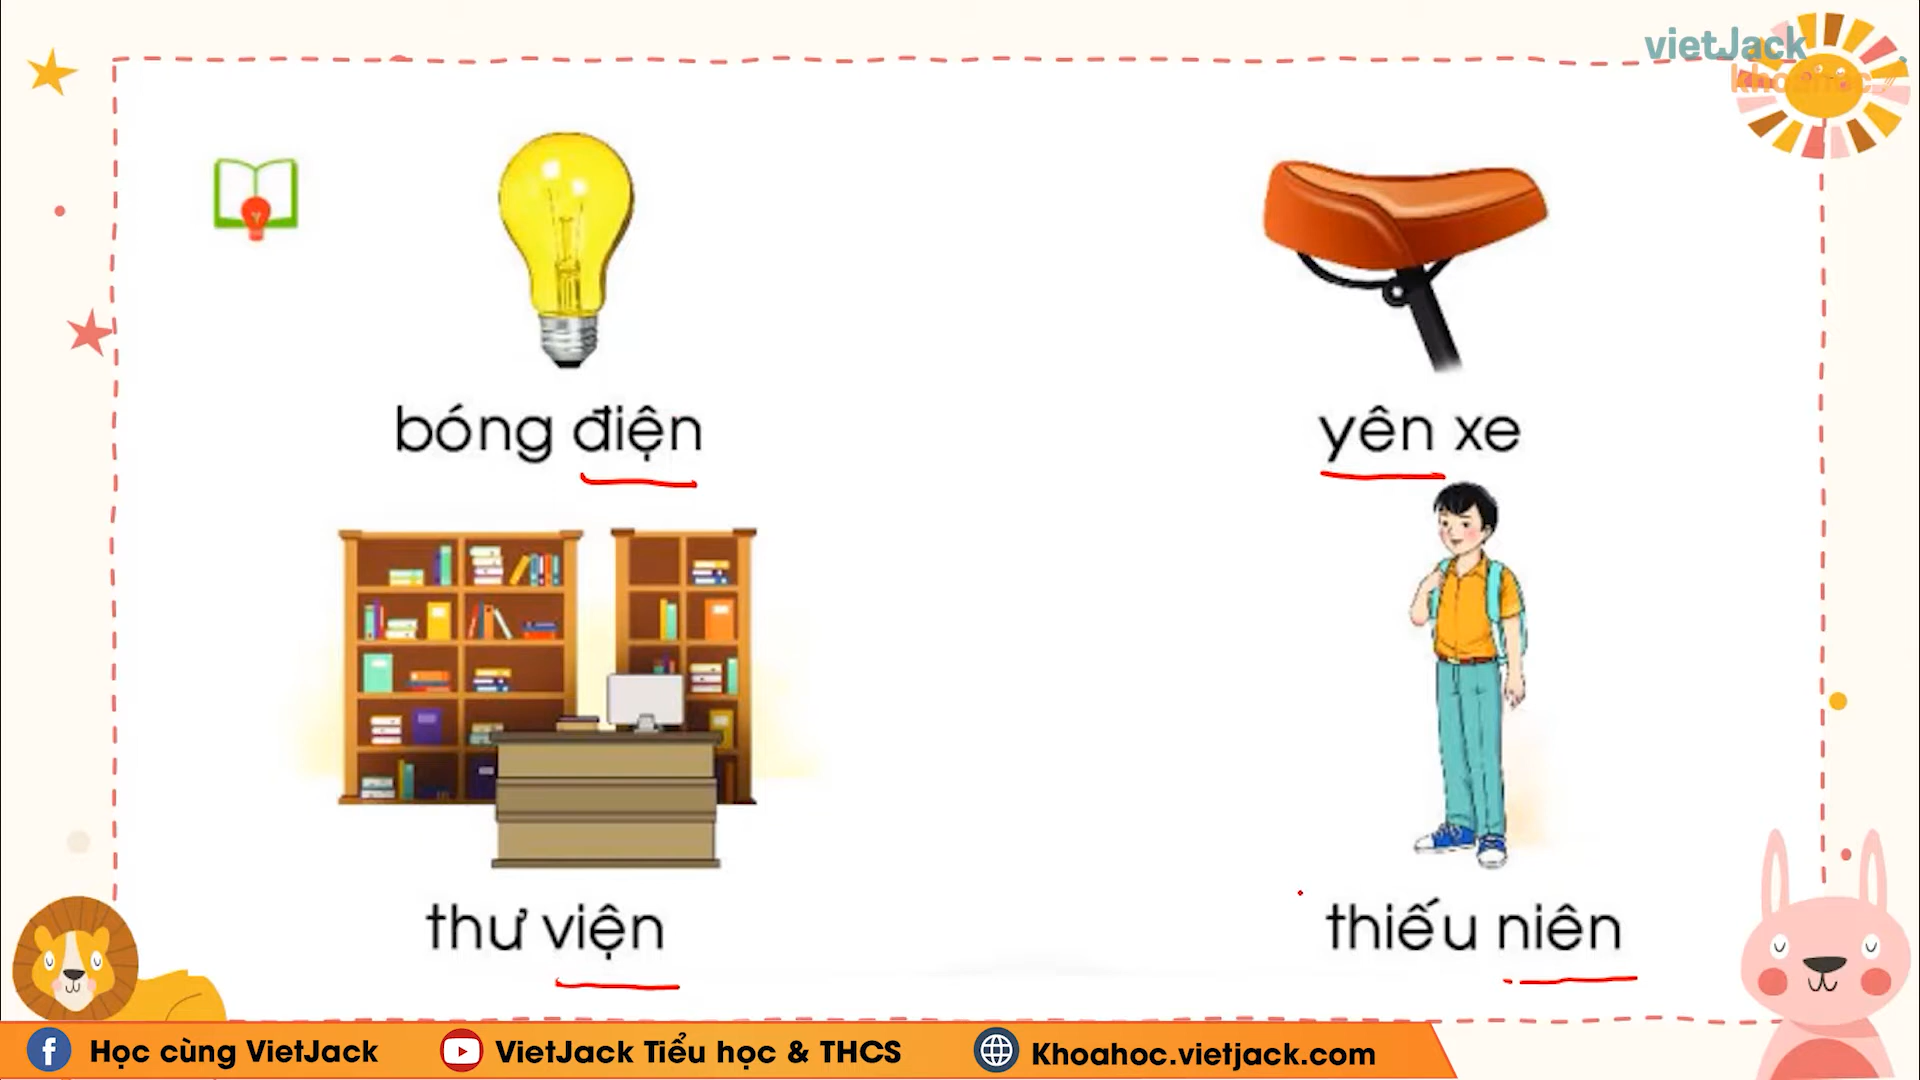 vietJack
khoahoc
bóng điện
yên xe
thư viện
thiếu niên
Học cùng VietJack
VietJack Tiểu học & THCS
Khoahoc.vietjack.com